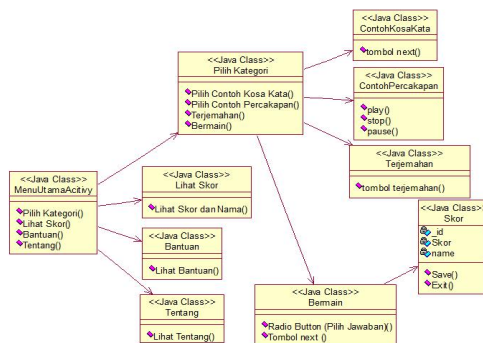 <<Java Class>>
ContohKosaKata
tombol next()
<<Java Class>>
Pilih Kategori
Pilih Contoh Kosa Kata()
Pilih Contoh Percakapan()
Terjemahan()
Bermain()
<<Java Class>>
ContohPercakapan
play()
stop()
pause()
<<Java Class>>
Terjemahan
tombol terjemahan()
<<Java Class>>
MenuUtamaAcitivy
Pilih Kategori()
Lihat Skor()
Bantuan()
Tentang()
<<Java Class>>
Lihat Skor
Lihat Skor dan Nama()
<<Java Class>>
Bantuan
Lihat Bantuan()
<<Java Class>>
Tentang
Lihat Tentang()
<<Java Class>>
Skor
_id
Skor
name
Save()
Exit()
<<Java Class>>
Bermain
Radio Button (Pilih Jawaban)()
Tombol next ()